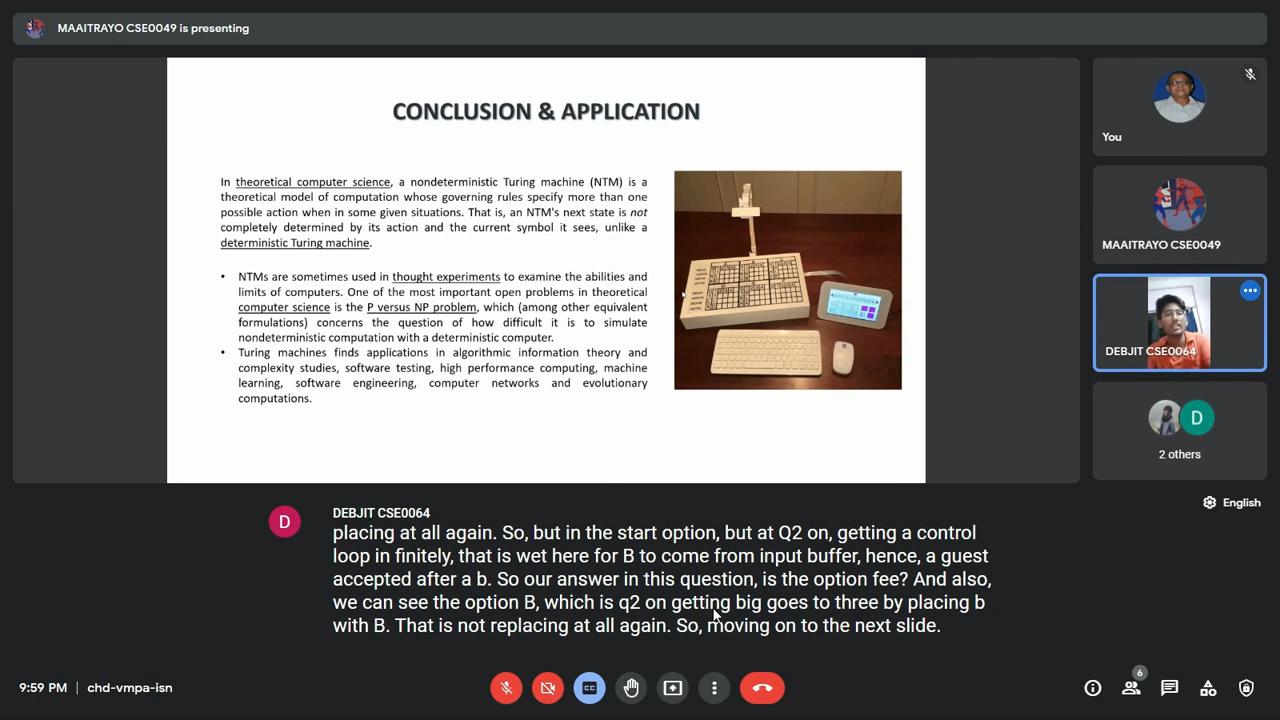 MAAITRAYO CSE0049 is presenting
CONCLUSION & APPLICATION
In theoretical computer science, a nondeterministic Turing machine (NTM) is a
theoretical model of computation whose governing rules specify more than one
possible action when in some given situations. That is, an NTM's next state is not
completely determined by its action and the current symbol it sees, unlike a
deterministic Turing machine.
• NTMs are sometimes used in thought experiments to examine the abilities and
limits of computers. One of the most important open problems in theoretical
computer science is the P versus NP problem, which (among other equivalent
formulations) concerns the question of how difficult it is to simulate
nondeterministic computation with a deterministic computer.
• Turing machines finds applications in algorithmic information theory and
complexity studies, software testing, high performance computing, machine
learning, software engineering, computer networks and evolutionary
computations.
You
MAAITRAYO CSE0049
DEBJIT CSE0064
D
2 others
English
D
DEBJIT CSE0064
placing at all again. So, but in the start option, but at Q2 on, getting a control
loop in finitely, that is wet here for B to come from input buffer, hence, a guest
accepted after a b. So our answer in this question, is the option fee? And also,
we can see the option B, which is q2 on getting big goes to three by placing b
with B. That is not replacing at all again. So, moving on to the next slide.
9:59 PM | chd-vmpa-isn
CC
6